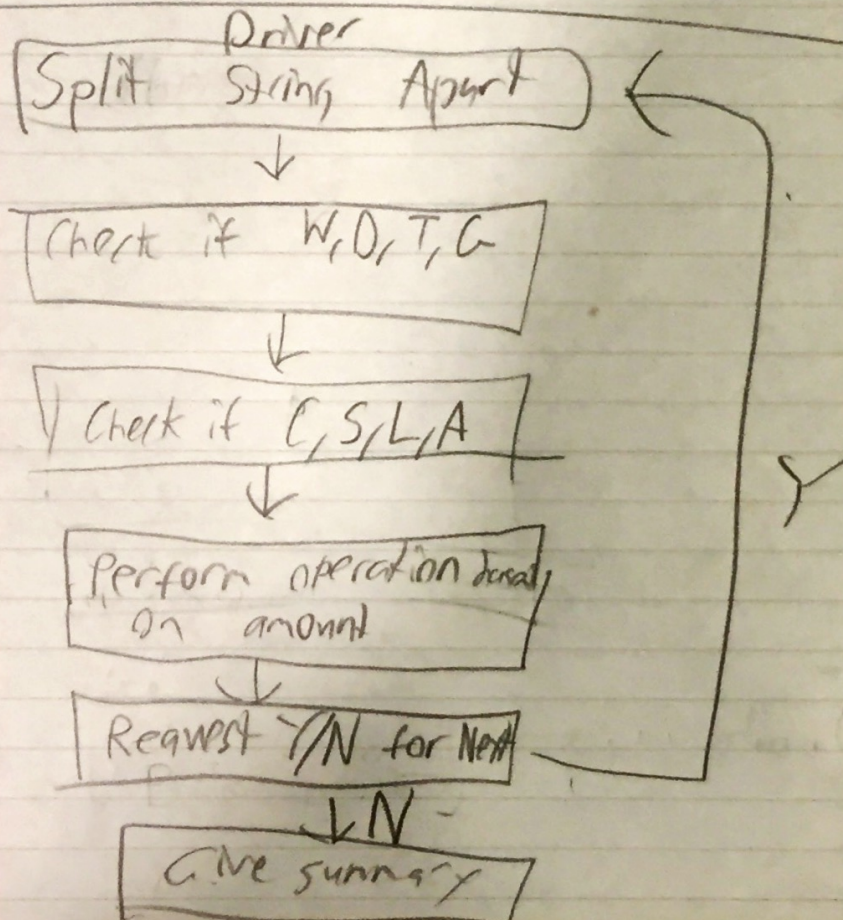 Driver
Split String Apart
Check if W, D, T, G
Check if C, S, L, A
Perform operation
on amount
Y
Request Y/N for Next
N
Give summary